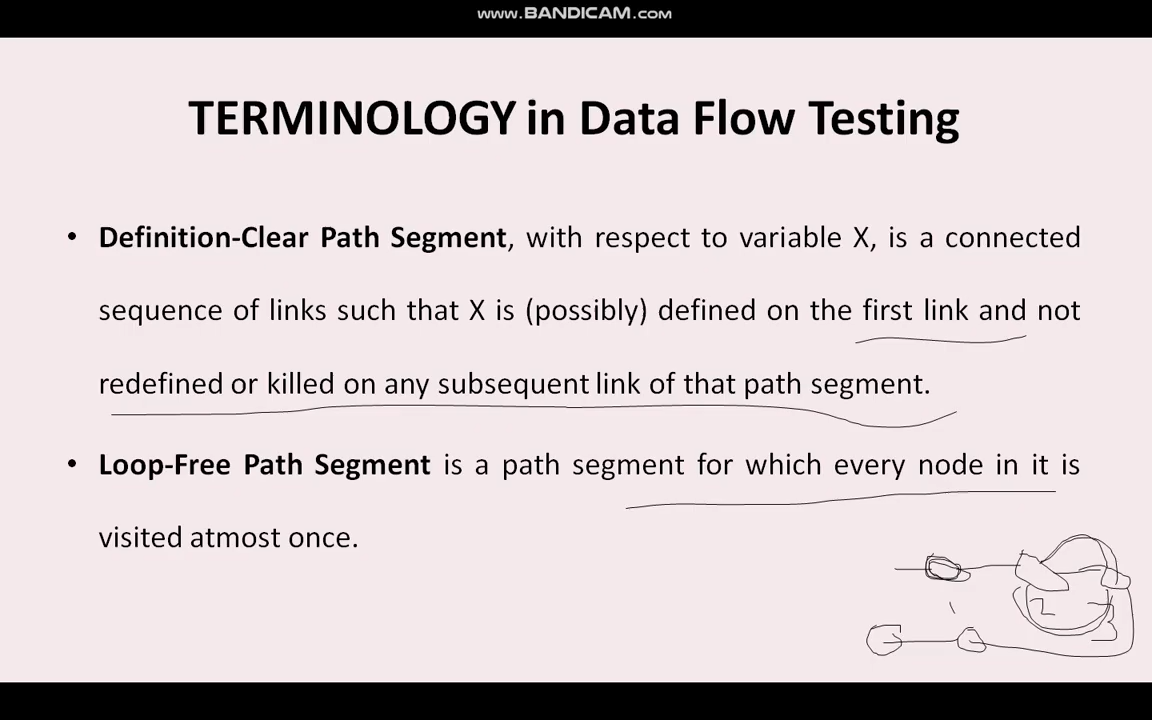 www.BANDICAM.com
TERMINOLOGY in Data Flow Testing
• Definition-Clear Path Segment, with respect to variable X, is a connected
sequence of links such that X is (possibly) defined on the first link and not
redefined or killed on any subsequent link of that path segment.
• Loop-Free Path Segment is a path segment for which every node in it is
visited atmost once.